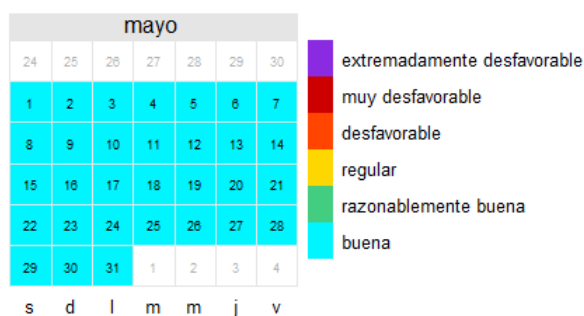 mayo
24 25 26 27 28 29 30
1 2 3 4 5 6 7
8 9 10 11 12 13 14
15 16 17 18 19 20 21
22 23 24 25 26 27 28
29 30 31 1 2 3 4
s d l m m j v
extremadamente desfavorable
muy desfavorable
desfavorable
regular
razonablemente buena
buena